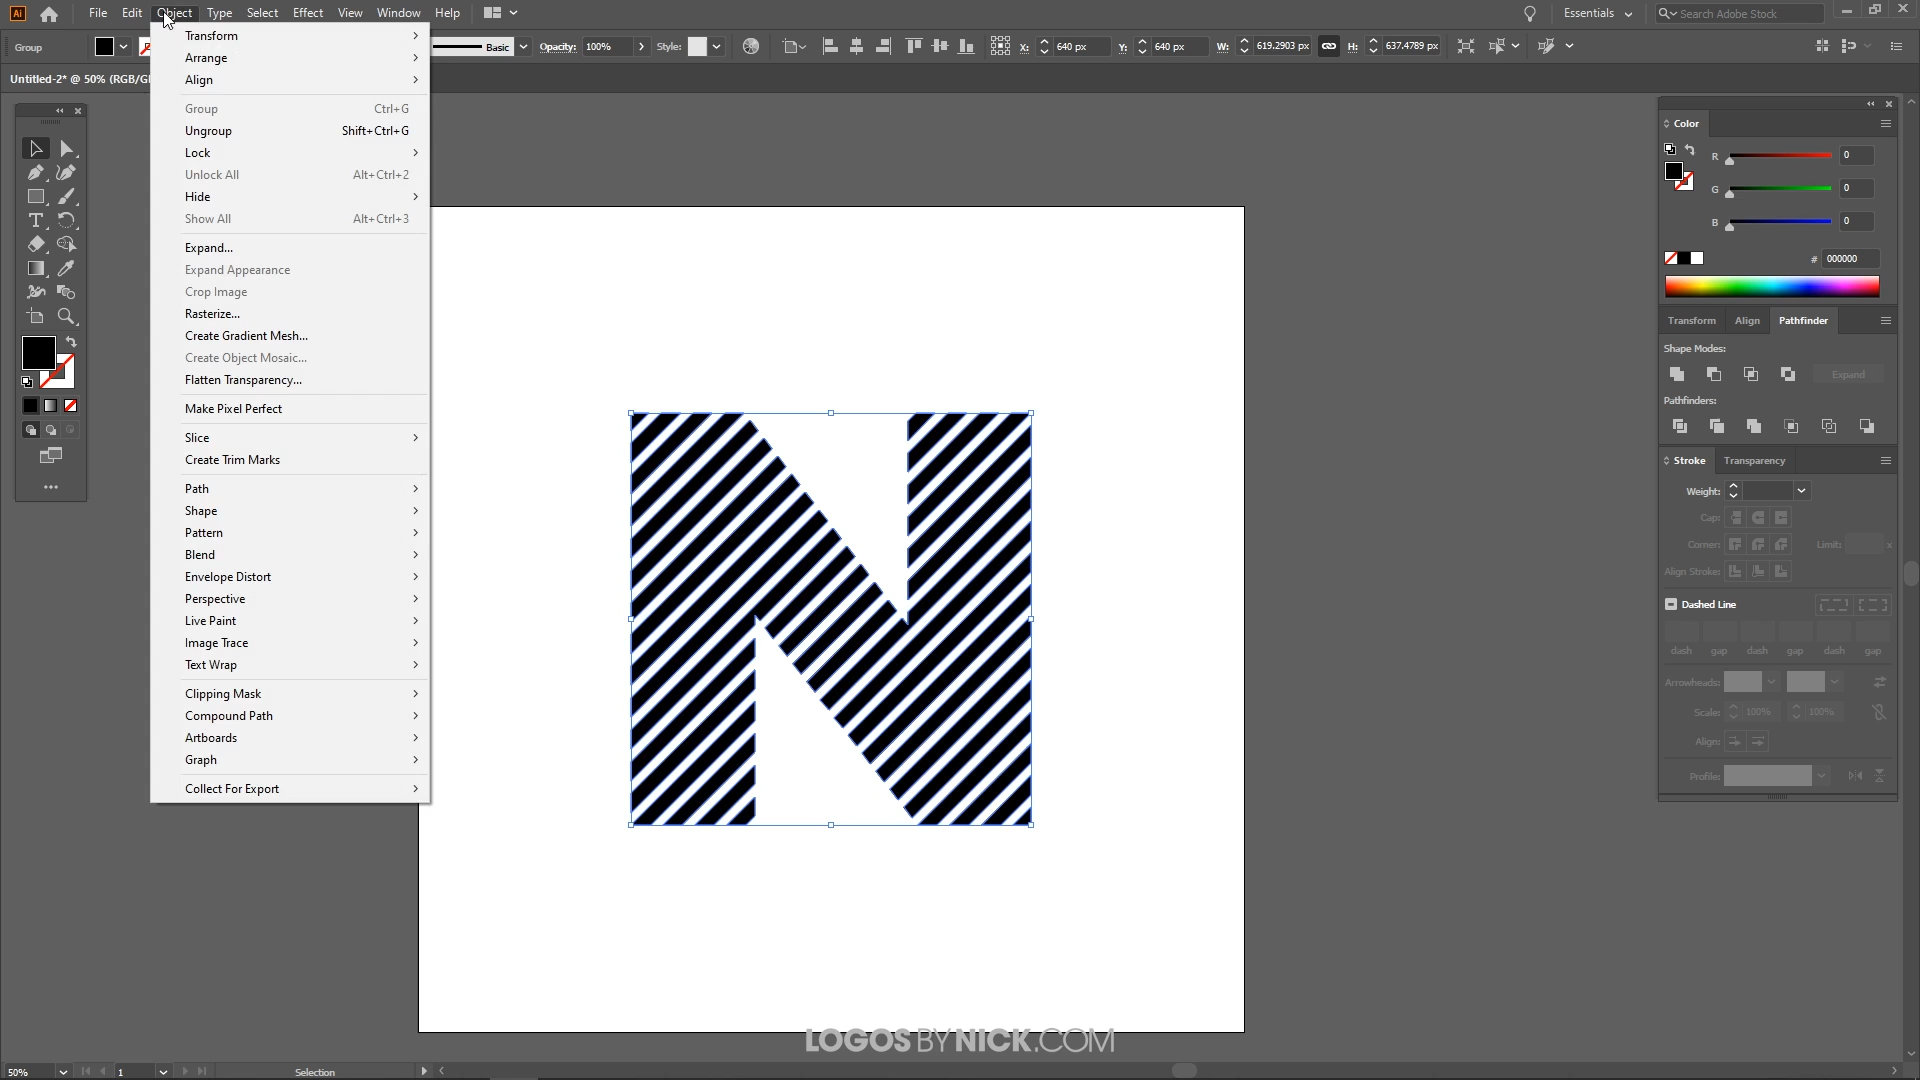 Ai File Edit Object Type Select Effect View Window Help Essentials Search Adobe Stock
Group Basic Opacity: 100% Style: X: 640 px Y: 640 px W: 619.2903 px H: 637.4789 px
Untitled-2* @ 50% (RGB/G
Transform
Arrange
Align
Group Ctrl+G
Ungroup Shift+Ctrl+G
Lock
Unlock All Alt+Ctrl+2
Hide
Show All Alt+Ctrl+3
Expand...
Expand Appearance
Crop Image
Rasterize...
Create Gradient Mesh...
Create Object Mosaic...
Flatten Transparency...
Make Pixel Perfect
Slice
Create Trim Marks
Path
Shape
Pattern
Blend
Envelope Distort
Perspective
Live Paint
Image Trace
Text Wrap
Clipping Mask
Compound Path
Artboards
Graph
Collect For Export
N
Color
R 0
G 0
B 0
# 000000
Transform Align Pathfinder
Shape Modes:
Expand
Pathfinders:
Stroke Transparency
Weight:
Cap:
Corner: Limit: x
Align Stroke:
Dashed Line
dash gap dash gap dash gap
Arrowheads:
Scale: 100% 100%
Align:
Profile:
LOGOS BY NICK.COM
50% 1 Selection